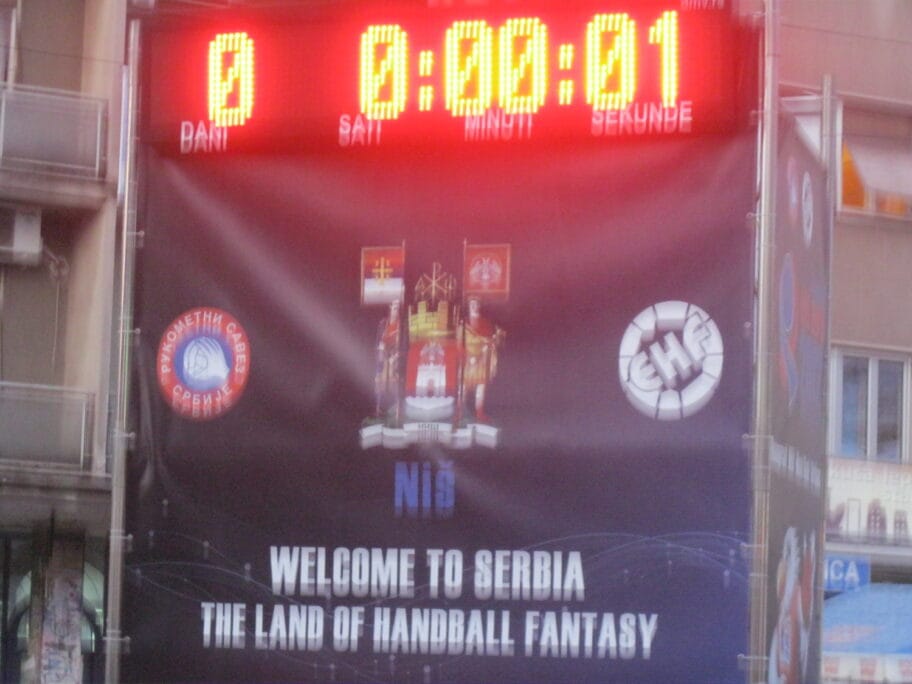 0 0:00:01
DANI SATI MINUTI SEKUNDE
РУКОМЕТНИ САВЕЗ
СРБИЈЕ
EHF
Niš
WELCOME TO SERBIA
THE LAND OF HANDBALL FANTASY
ICA